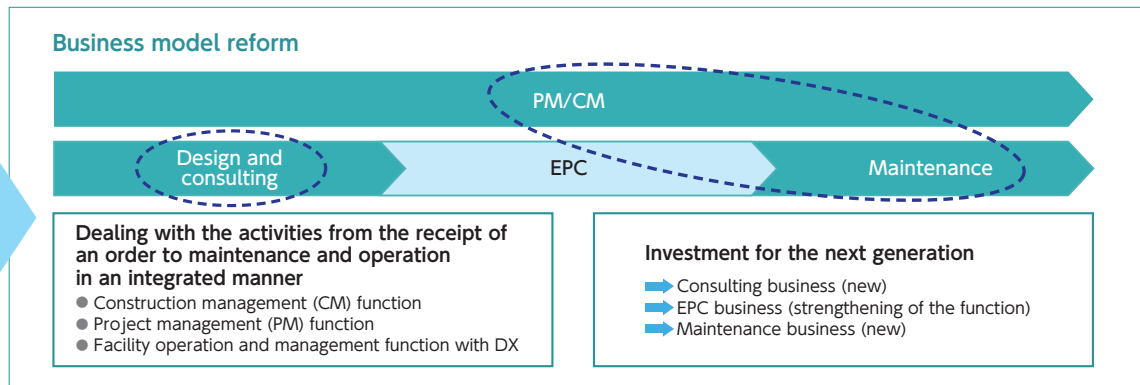 Business model reform
PM/CM
Design and
consulting
EPC
Maintenance
Dealing with the activities from the receipt of
an order to maintenance and operation
in an integrated manner
● Construction management (CM) function
● Project management (PM) function
● Facility operation and management function with DX
Investment for the next generation
Consulting business (new)
EPC business (strengthening of the function)
Maintenance business (new)